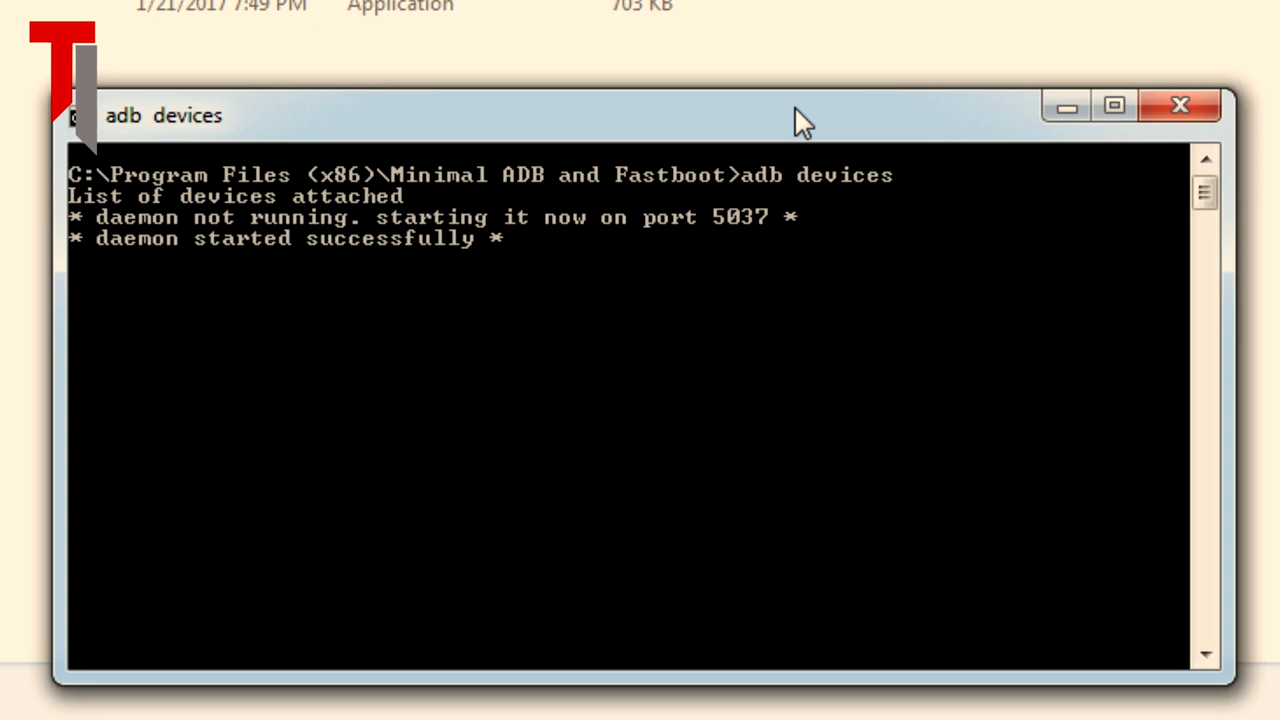 1/21/2017 7:49 PM Application 703 KB
adb devices
C:\Program Files (x86)\Minimal ADB and Fastboot>adb devices
List of devices attached
* daemon not running. starting it now on port 5037 *
* daemon started successfully *